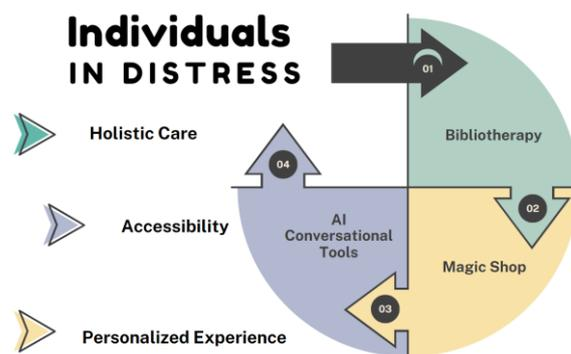 Individuals
IN DISTRESS
01
Holistic Care
Bibliotherapy
04
Accessibility
AI
Conversational
Tools
02
Magic Shop
03
Personalized Experience